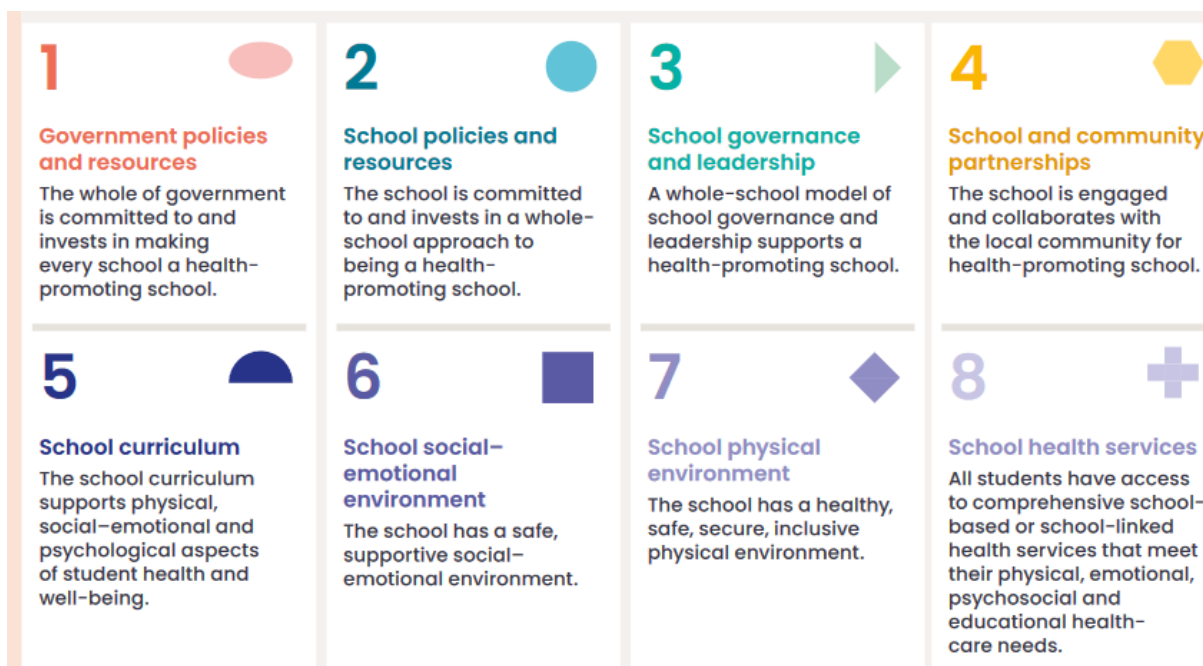 1
Government policies
and resources
The whole of government
is committed to and
invests in making
every school a health-
promoting school.
2
School policies and
resources
The school is committed
to and invests in a whole-
school approach to
being a health-
promoting school.
3
School governance
and leadership
A whole-school model of
school governance and
leadership supports a
health-promoting school.
4
School and community
partnerships
The school is engaged
and collaborates with
the local community for
health-promoting school.
5
School curriculum
The school curriculum
supports physical,
social–emotional and
psychological aspects
of student health and
well-being.
6
School social–
emotional
environment
The school has a safe,
supportive social–
emotional environment.
7
School physical
environment
The school has a healthy,
safe, secure, inclusive
physical environment.
8
School health services
All students have access
to comprehensive school-
based or school-linked
health services that meet
their physical, emotional,
psychosocial and
educational health-
care needs.